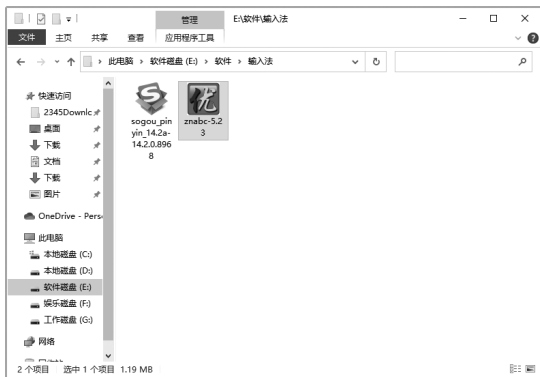 管理
E:\软件\输入法
文件
主页
共享
查看
应用程序工具
此电脑 › 软件磁盘 (E:) › 软件 › 输入法
快速访问
2345Downlc
桌面
下载
文档
下载
图片
OneDrive - Pers
此电脑
本地磁盘 (C:)
本地磁盘 (D:)
软件磁盘 (E:)
娱乐磁盘 (F:)
工作磁盘 (G:)
网络
sogou_pin
yin_14.2a-
14.2.0.896
8
优
znabc-5.2
3
2 个项目
选中 1 个项目 1.19 MB